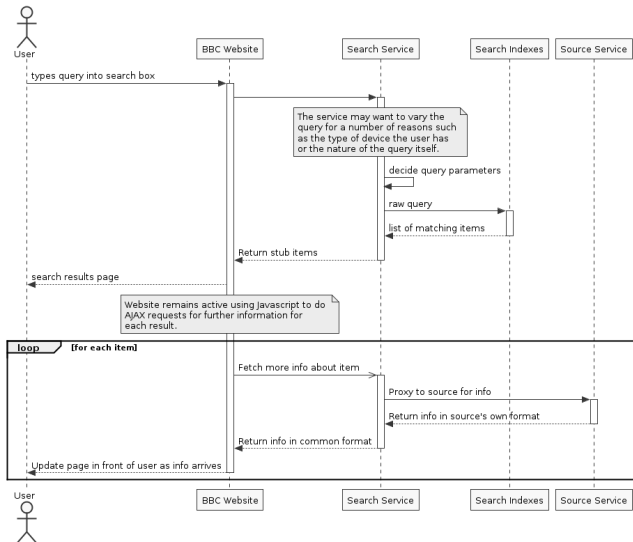 User
BBC Website
Search Service
Search Indexes
Source Service
types query into search box
The service may want to vary the
query for a number of reasons such
as the type of device the user has
or the nature of the query itself.
decide query parameters
raw query
list of matching items
Return stub items
search results page
Website remains active using Javascript to do
AJAX requests for further information for
each result.
loop
[for each item]
Fetch more info about item
Proxy to source for info
Return info in source's own format
Return info in common format
Update page in front of user as info arrives
User
BBC Website
Search Service
Search Indexes
Source Service